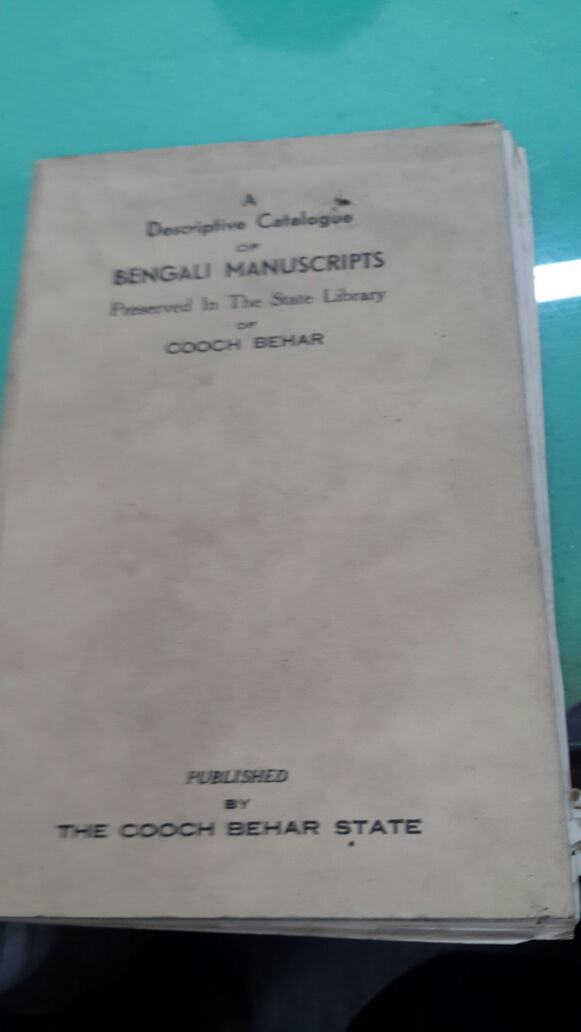 A
Descriptive Catalogue
OF
BENGALI MANUSCRIPTS
Preserved In The State Library
OF
COOCH BEHAR
PUBLISHED
BY
THE COOCH BEHAR STATE